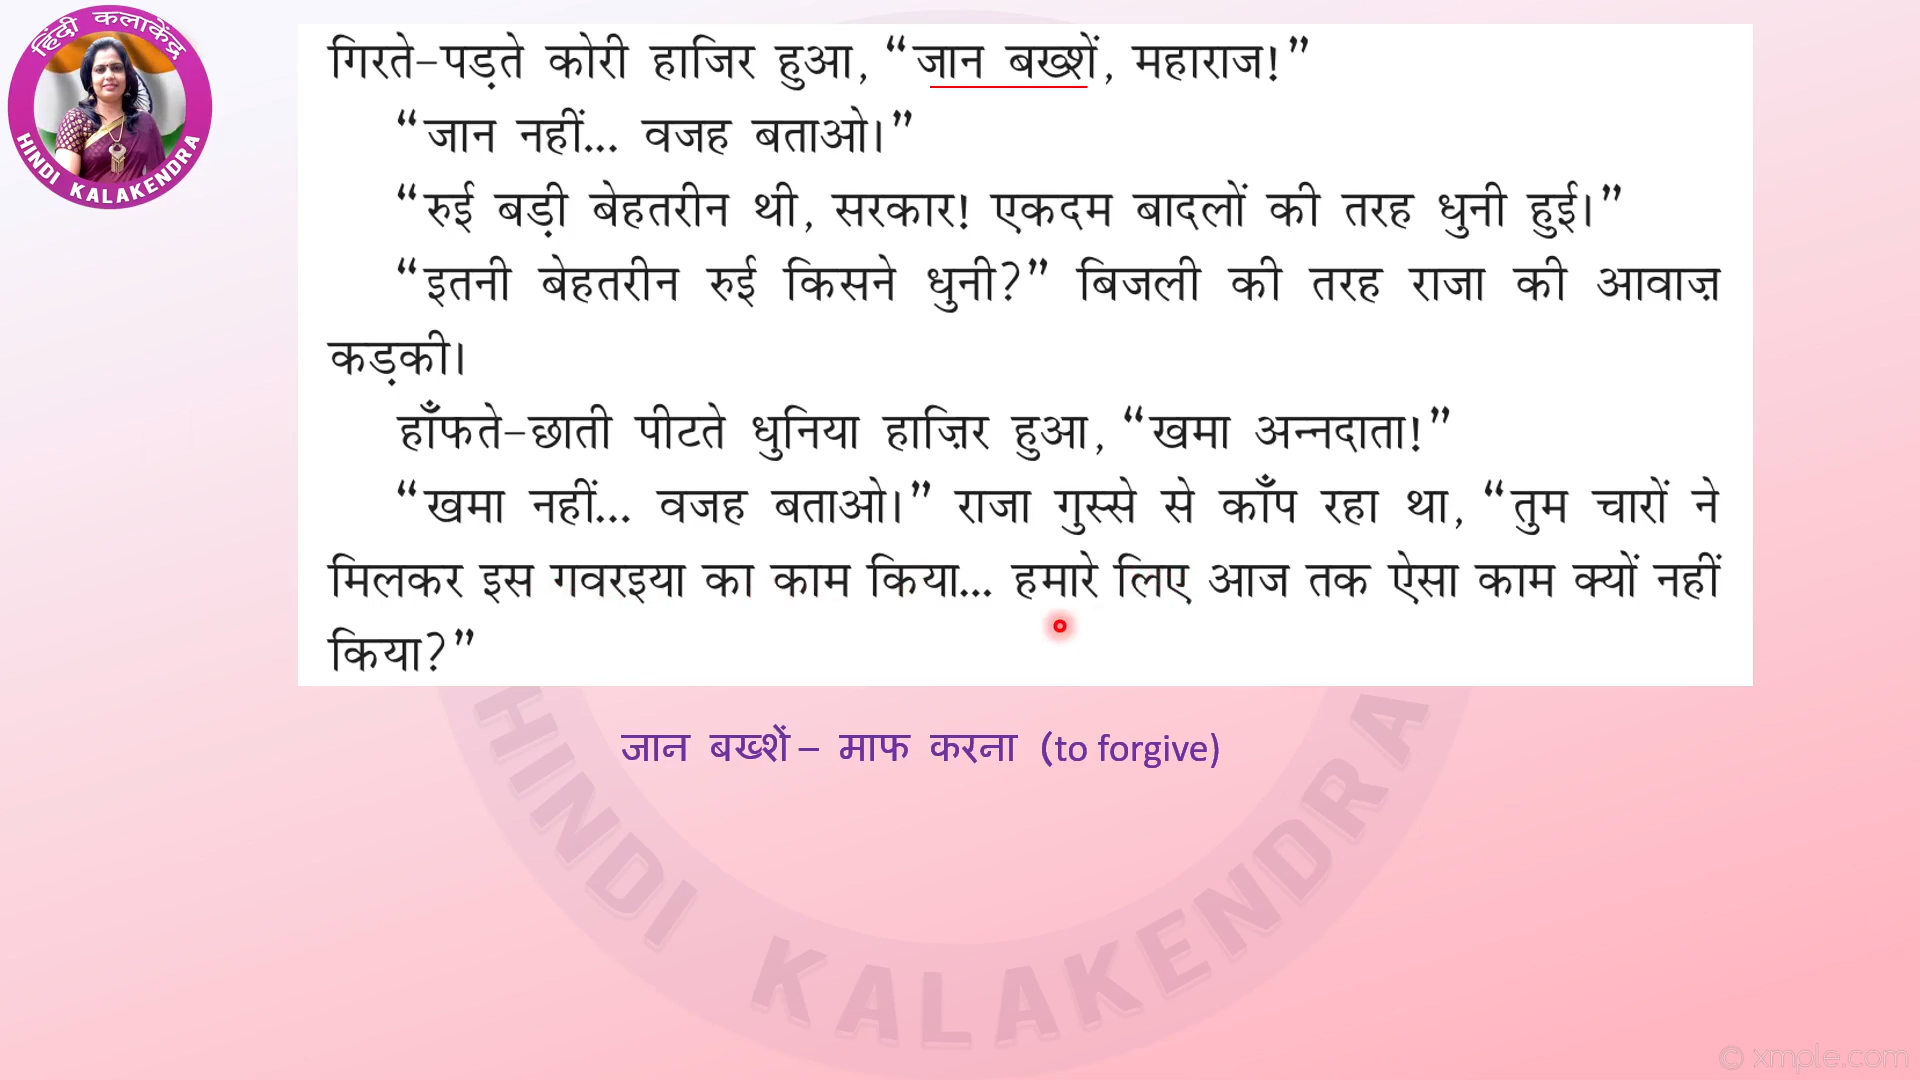 हिंदी कलाकेंद्र
HINDI KALAKENDRA
गिरते-पड़ते कोरी हाजिर हुआ, “जान बख्शें, महाराज!”
“जान नहीं... वजह बताओ।”
“रुई बड़ी बेहतरीन थी, सरकार! एकदम बादलों की तरह धुनी हुई।”
“इतनी बेहतरीन रुई किसने धुनी?” बिजली की तरह राजा की आवाज़
कड़की।
हाँफते-छाती पीटते धुनिया हाज़िर हुआ, “खमा अन्नदाता!”
“खमा नहीं... वजह बताओ।” राजा गुस्से से काँप रहा था, “तुम चारों ने
मिलकर इस गवरइया का काम किया... हमारे लिए आज तक ऐसा काम क्यों नहीं
किया?”
जान बख्शें – माफ करना (to forgive)
HINDI KALAKENDRA
© xmple.com